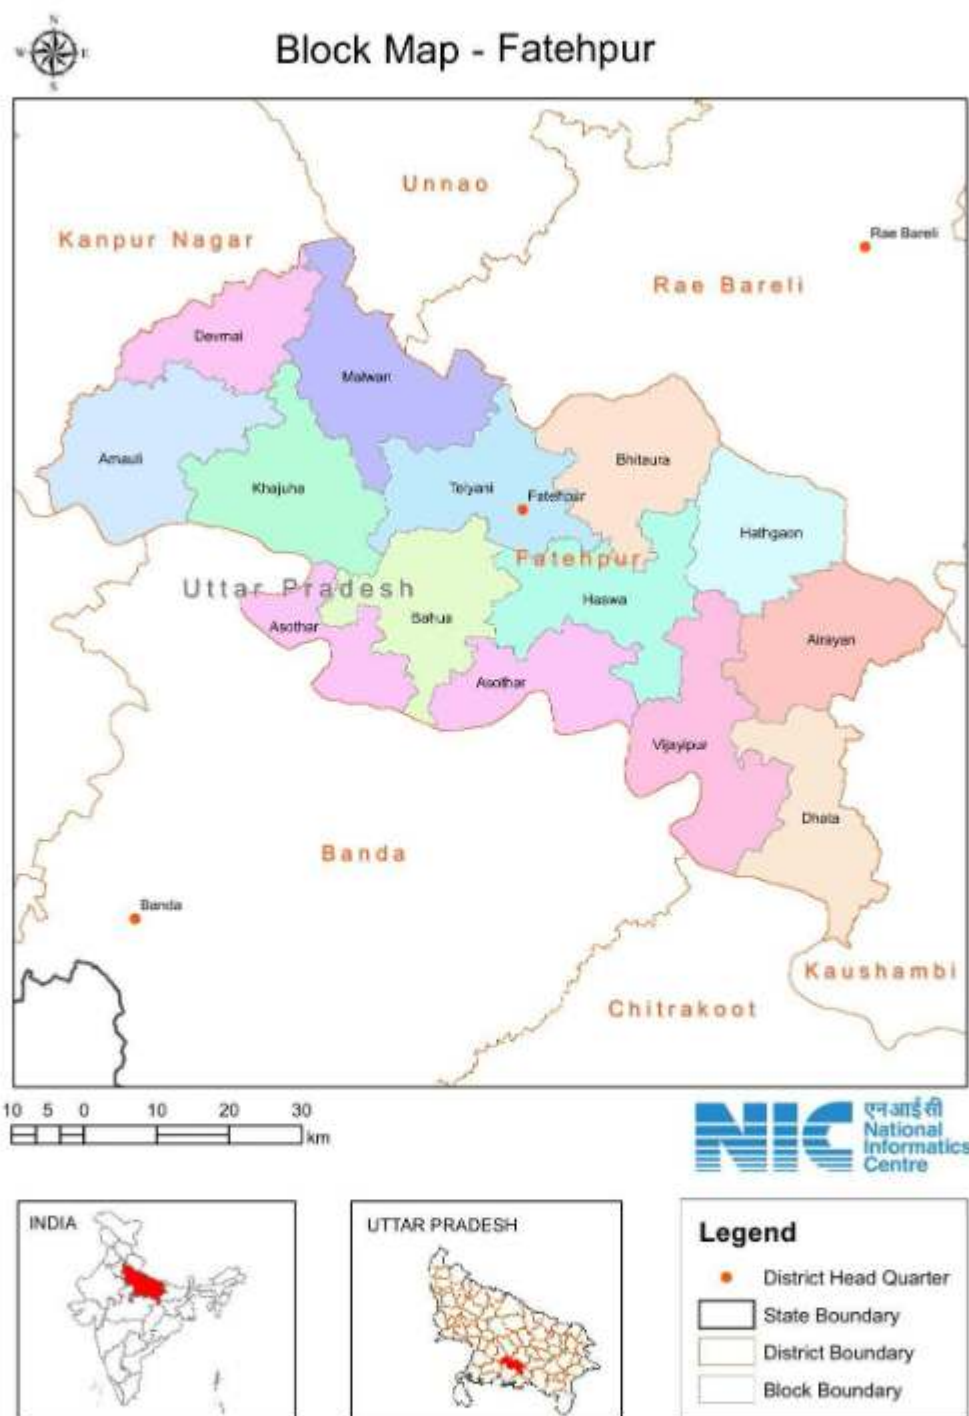 N
W
E
S
Block Map - Fatehpur
Unnao
Kanpur Nagar
Rae Bareli
Rae Bareli
Devmai
Malwan
Amauli
Khajuha
Telyani
Fatehpur
Bhitaura
Hathgaon
Fatehpur
Uttar Pradesh
Haswa
Asothar
Bahua
Airayan
Asothar
Vijayipur
Dhata
Banda
Banda
Kaushambi
Chitrakoot
10 5 0 10 20 30
km
NIC
एनआईसी
National
Informatics
Centre
INDIA
UTTAR PRADESH
Legend
District Head Quarter
State Boundary
District Boundary
Block Boundary